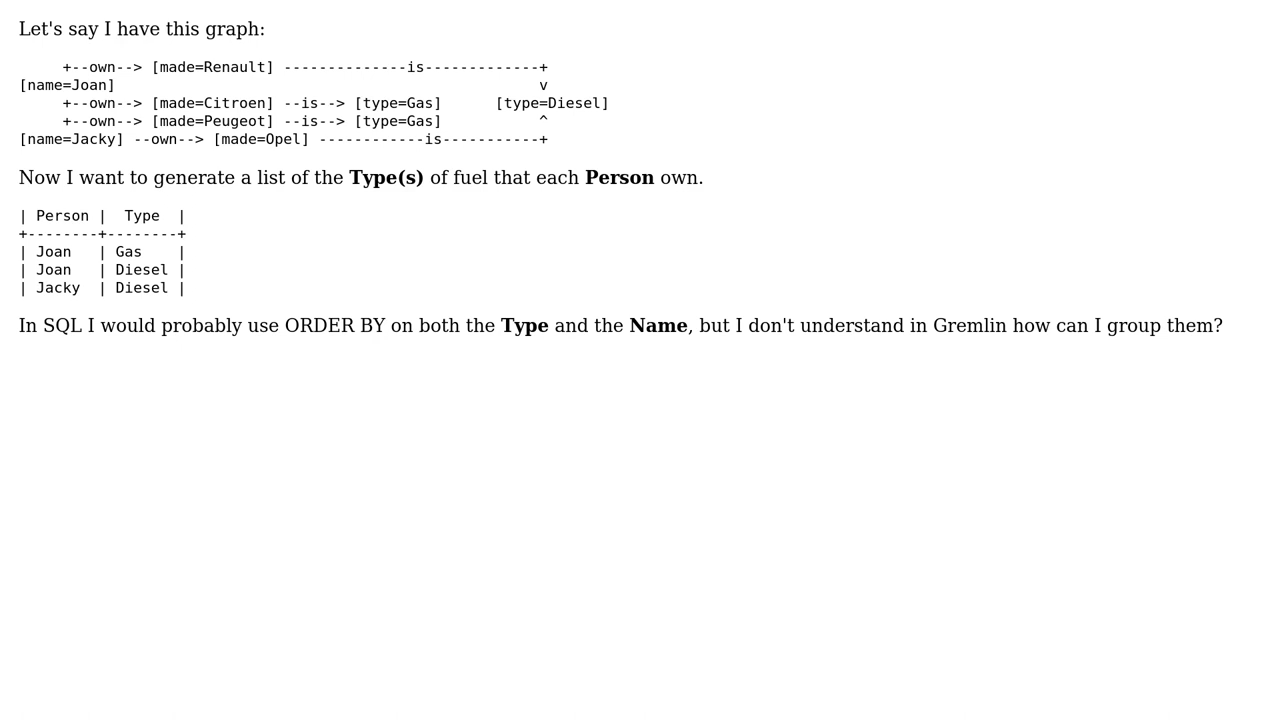 Let's say I have this graph:
     +--own--> [made=Renault] --------------is-------------+
[name=Joan]                                                v
     +--own--> [made=Citroen] --is--> [type=Gas]      [type=Diesel]
     +--own--> [made=Peugeot] --is--> [type=Gas]           ^
[name=Jacky] --own--> [made=Opel] ------------is-----------+
Now I want to generate a list of the Type(s) of fuel that each Person own.
| Person |  Type  |
+--------+--------+
| Joan   | Gas    |
| Joan   | Diesel |
| Jacky  | Diesel |
In SQL I would probably use ORDER BY on both the Type and the Name, but I don't understand in Gremlin how can I group them?